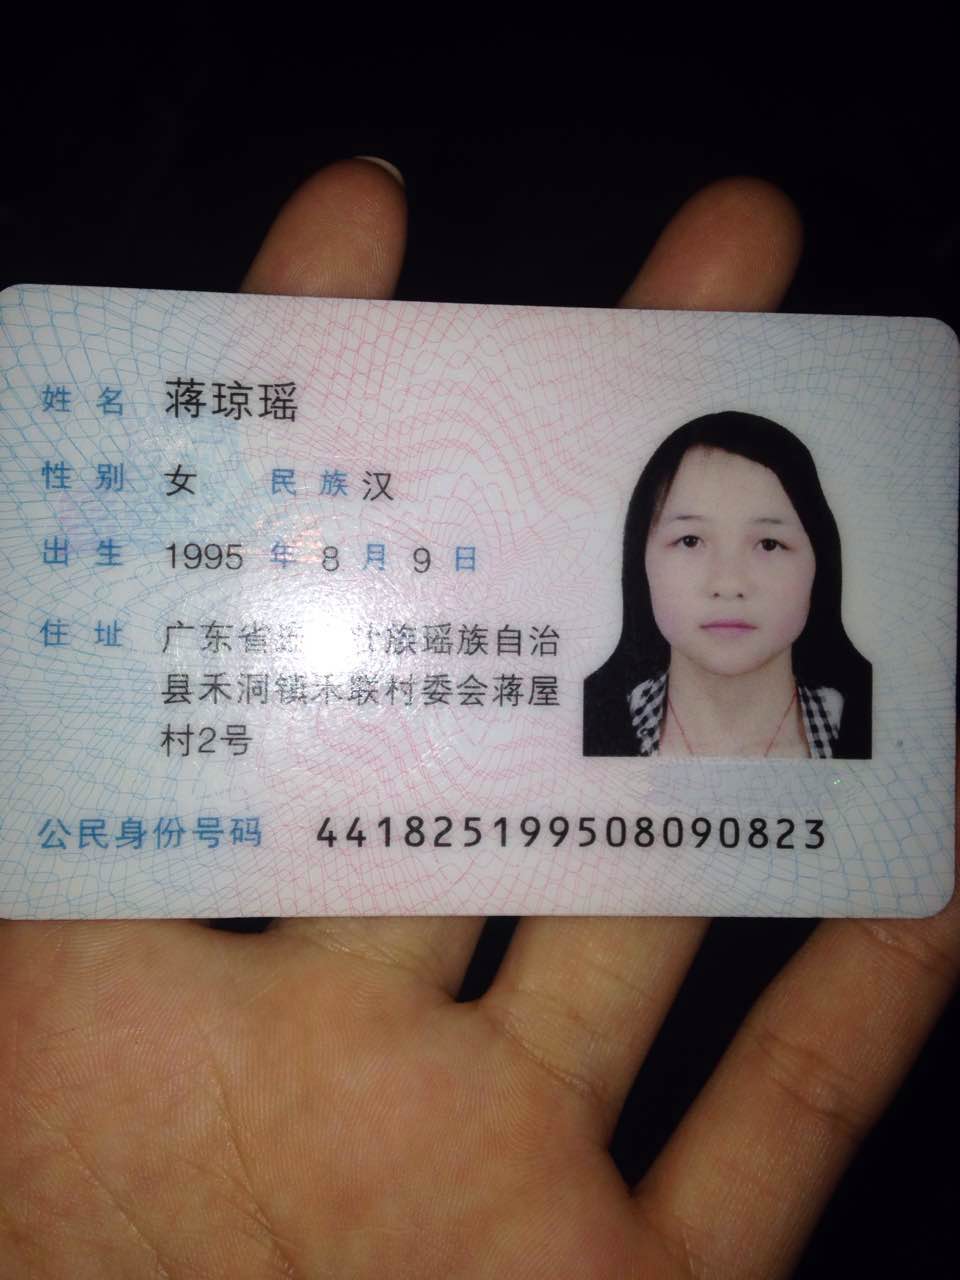 姓名 蒋琼瑶
性别 女 民族 汉
出生 1995 年 8 月 9 日
住址 广东省 族瑶族自治
县禾洞镇禾联村委会蒋屋
村2号
公民身份号码 441825199508090823